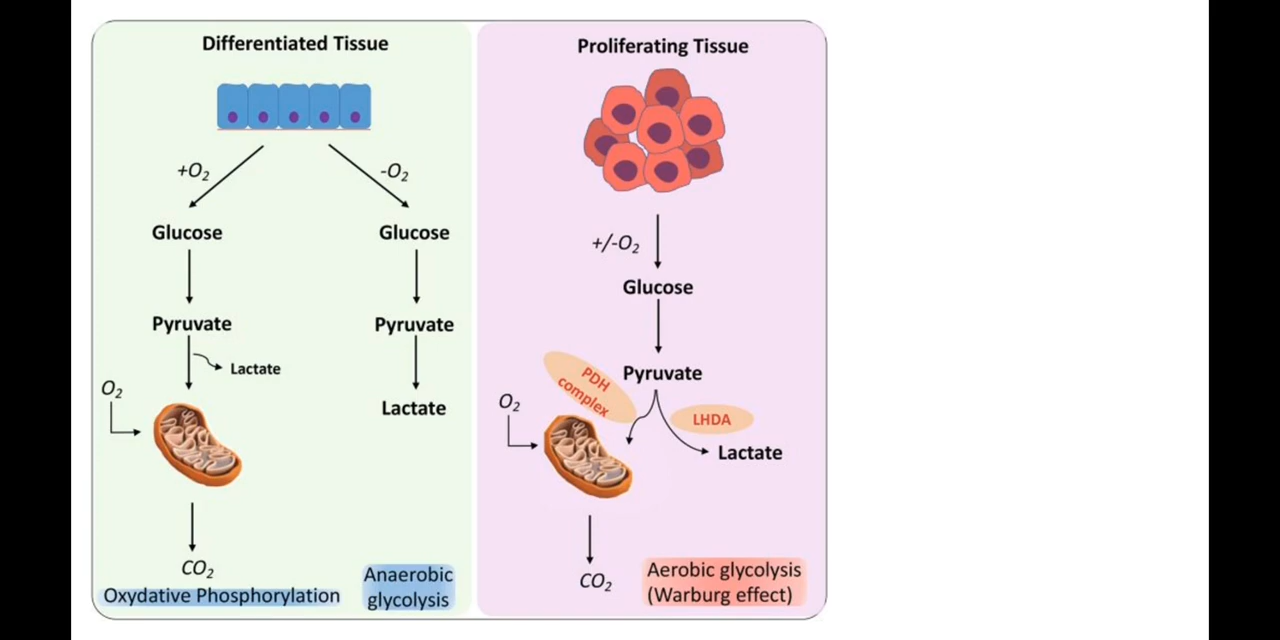 Differentiated Tissue
+O2
-O2
Glucose
Glucose
Pyruvate
Pyruvate
Lactate
O2
Lactate
CO2
Oxydative Phosphorylation
Anaerobic
glycolysis
Proliferating Tissue
+/-O2
Glucose
Pyruvate
PDH
complex
LHDA
O2
Lactate
CO2
Aerobic glycolysis
(Warburg effect)